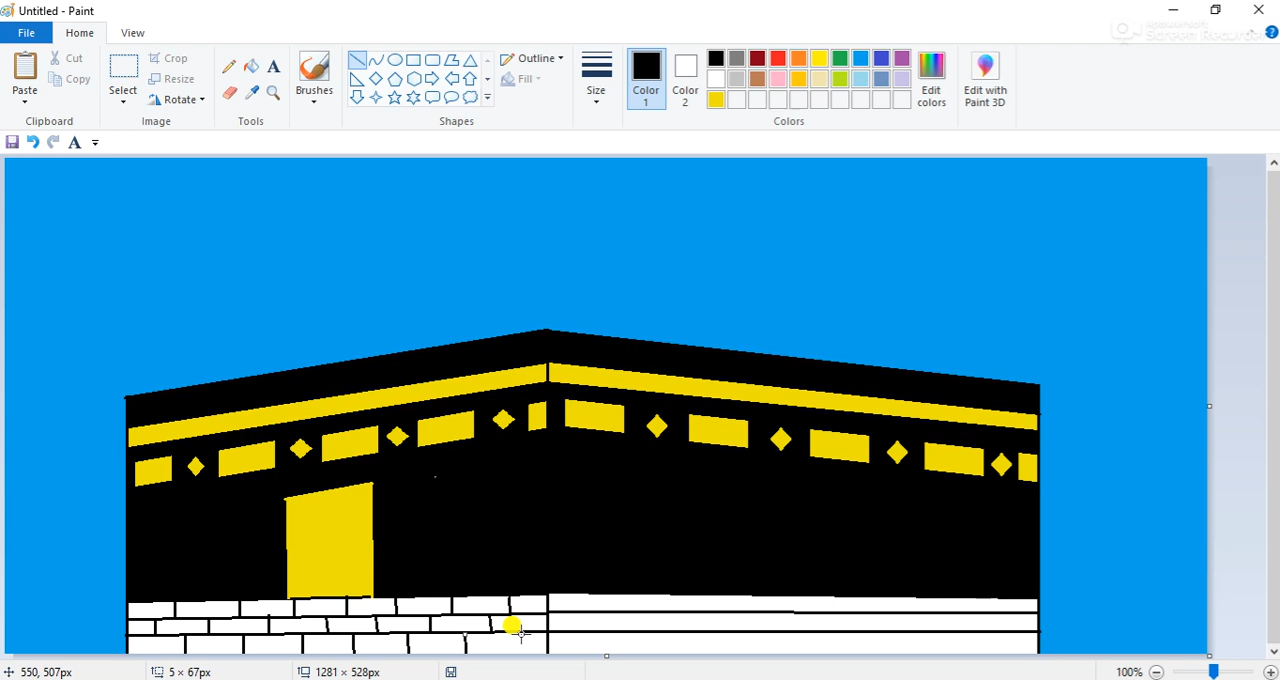 Untitled - Paint
File Home View
Cut
Copy
Paste
Clipboard
Crop
Resize
Rotate
Select
Image
Tools
Brushes
Outline
Fill
Shapes
Size
Color 1
Color 2
Edit colors
Edit with Paint 3D
Colors
550, 507px
5 × 67px
1281 × 528px
100%